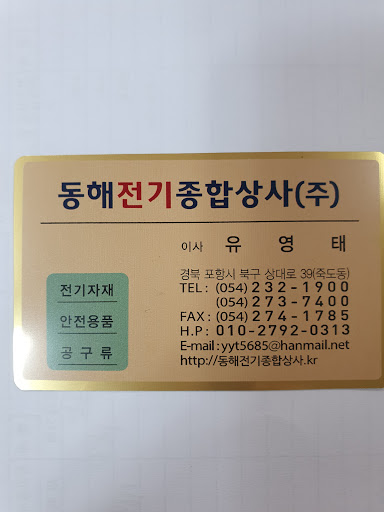 동해전기종합상사(주)
이사 유 영 태
경북 포항시 북구 상대로 39(죽도동)
전기자재
안전용품
공 구 류
TEL : (054) 232-1900
(054) 273-7400
FAX : (054) 274-1785
H.P : 010-2792-0313
E-mail : yyt5685@hanmail.net
http://동해전기종합상사.kr